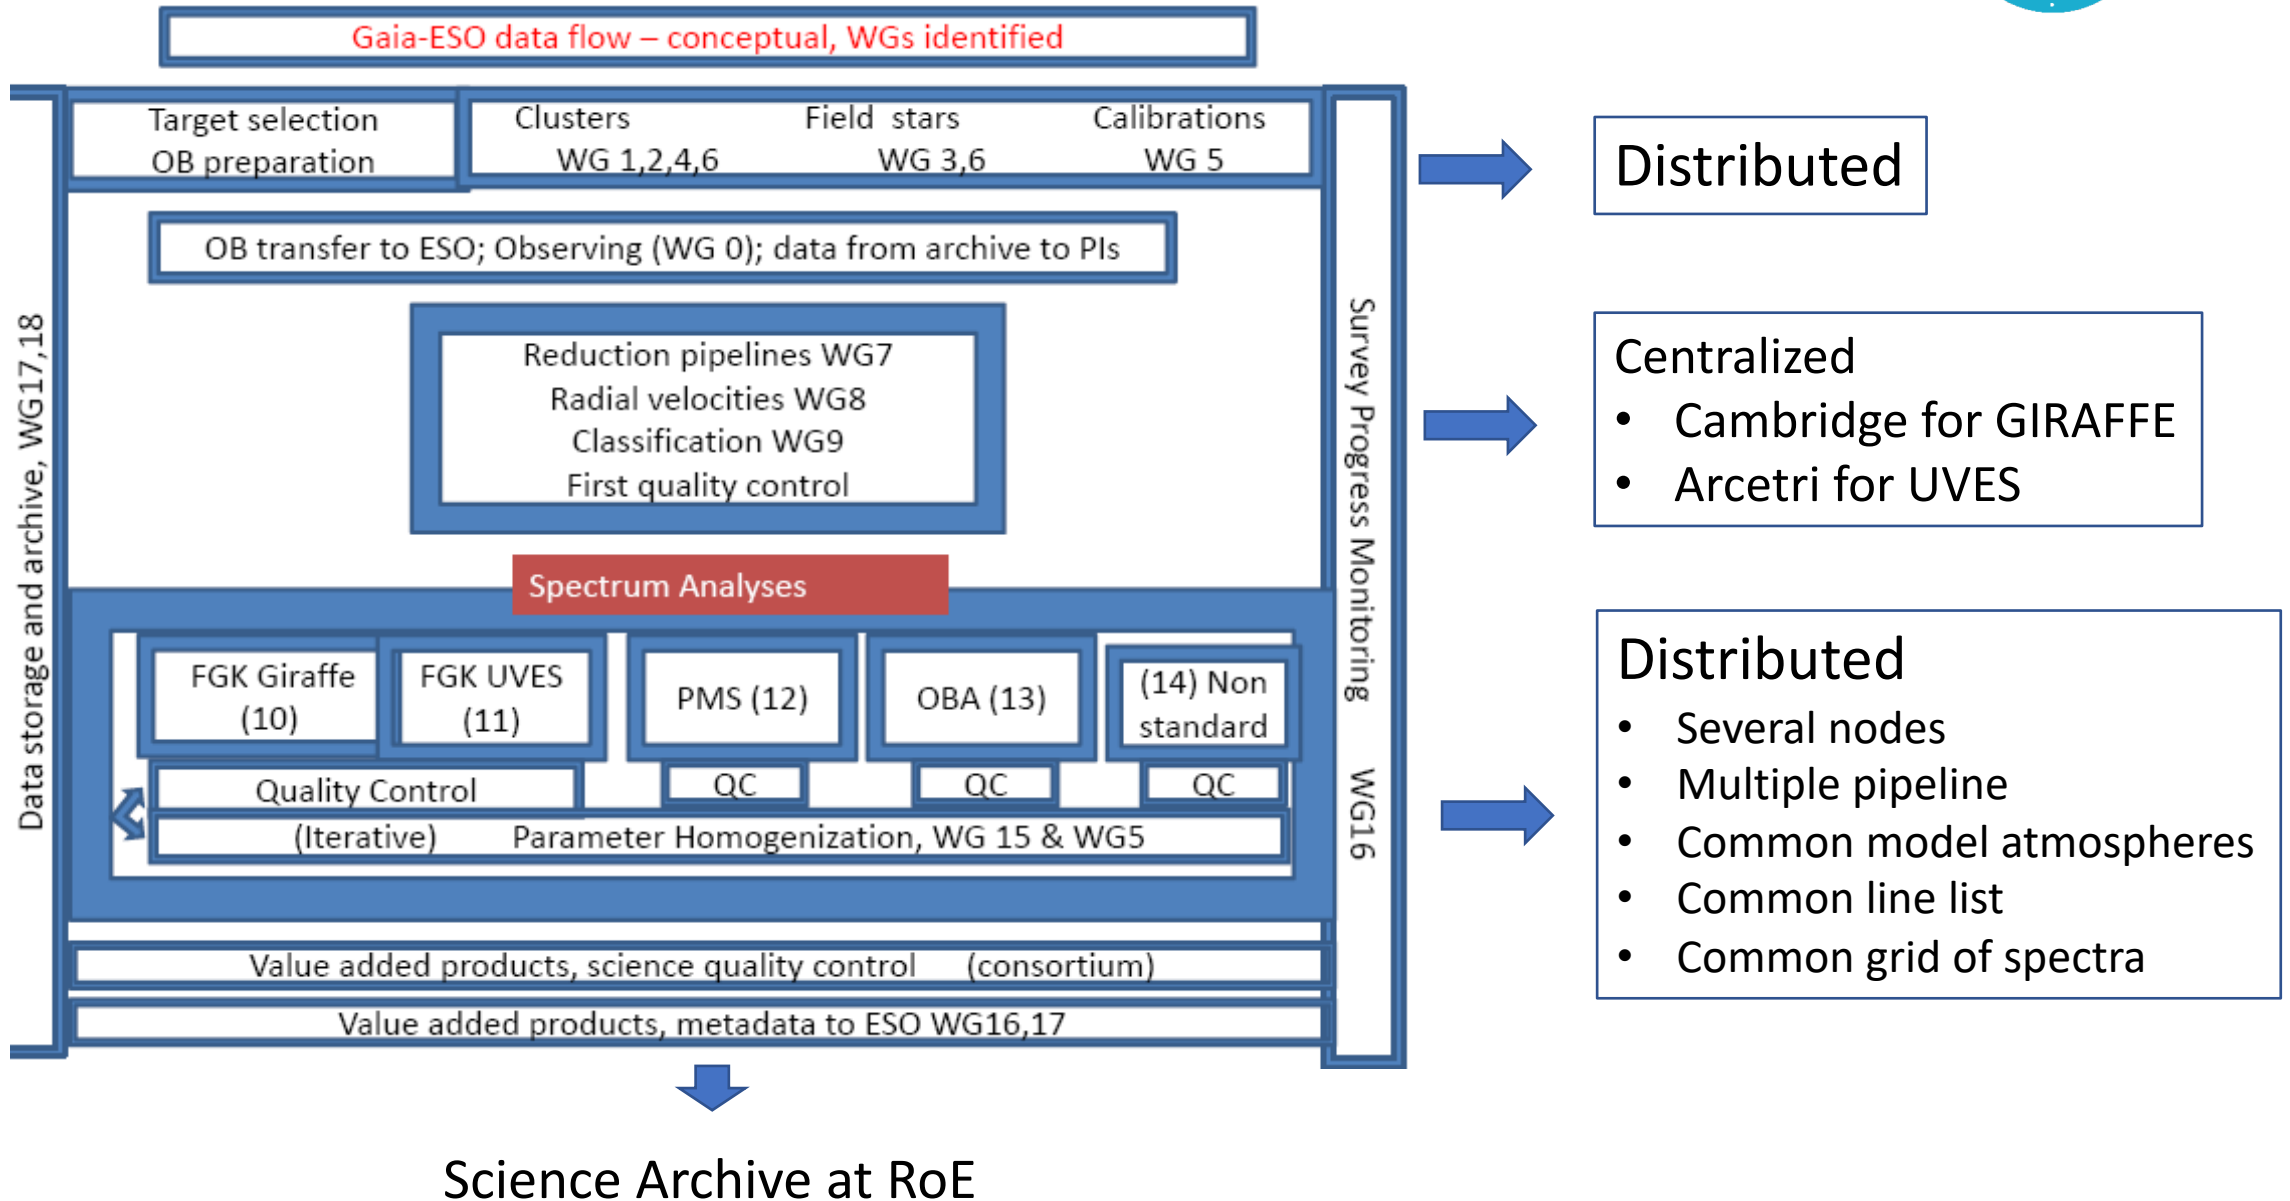 Gaia-ESO data flow – conceptual, WGs identified
Target selection
OB preparation
Clusters Field stars Calibrations
WG 1,2,4,6 WG 3,6 WG 5
Distributed
OB transfer to ESO; Observing (WG 0); data from archive to PIs
Data storage and archive, WG17,18
Survey Progress Monitoring WG16
Reduction pipelines WG7
Radial velocities WG8
Classification WG9
First quality control
Centralized
• Cambridge for GIRAFFE
• Arcetri for UVES
Spectrum Analyses
FGK Giraffe
(10)
FGK UVES
(11)
PMS (12)
OBA (13)
(14) Non
standard
Quality Control
QC
QC
QC
(Iterative) Parameter Homogenization, WG 15 & WG5
Distributed
• Several nodes
• Multiple pipeline
• Common model atmospheres
• Common line list
• Common grid of spectra
Value added products, science quality control (consortium)
Value added products, metadata to ESO WG16,17
Science Archive at RoE